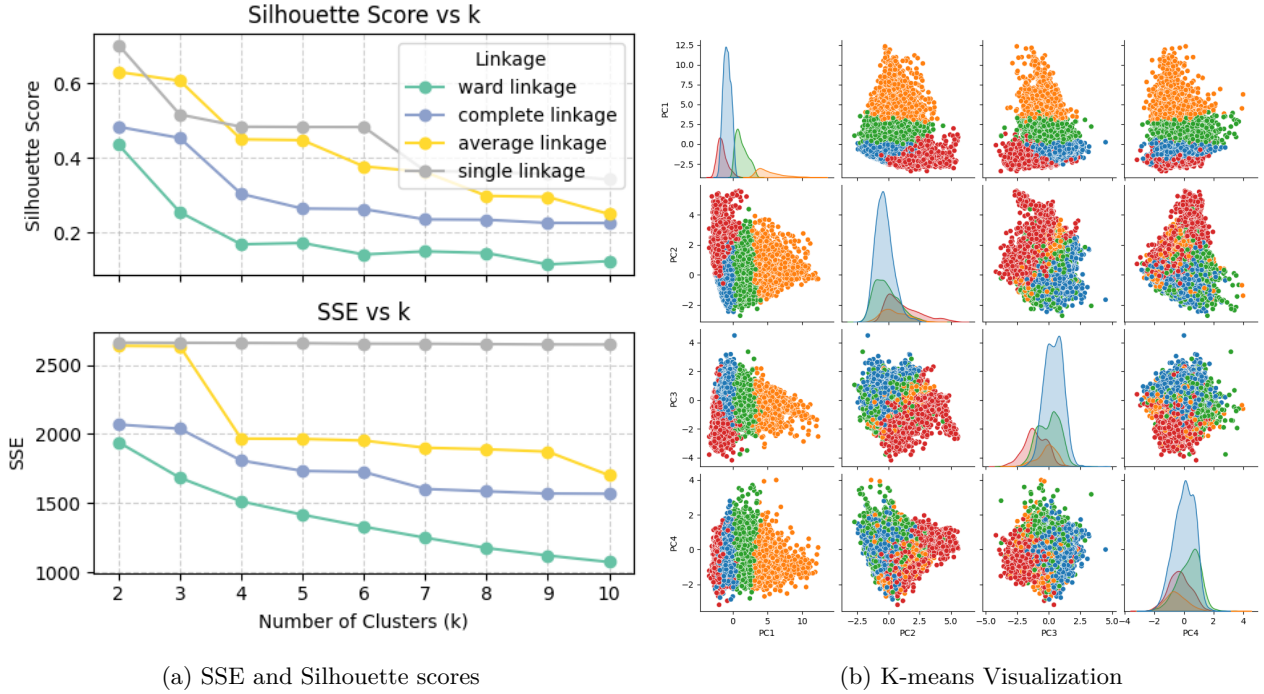 Silhouette Score vs k
Silhouette Score
0.6
0.4
0.2
Linkage
ward linkage
complete linkage
average linkage
single linkage
SSE vs k
SSE
2500
2000
1500
1000
2 3 4 5 6 7 8 9 10
Number of Clusters (k)
(a) SSE and Silhouette scores
PC1
12.5
10.0
7.5
5.0
2.5
0.0
−2.5
PC2
4
2
0
−2
PC3
4
2
0
−2
−4
PC4
4
2
0
−2
0 5 10
PC1
−2.5 0.0 2.5 5.0
PC2
−5.0 −2.5 0.0 2.5 5.0
PC3
−4 −2 0 2 4
PC4
(b) K-means Visualization